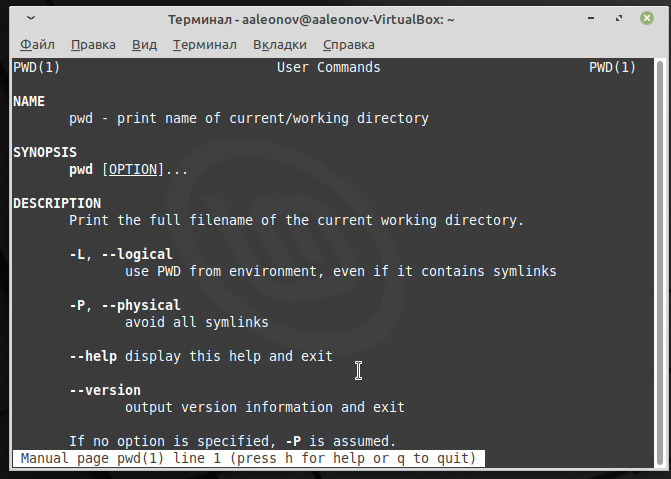 Терминал - aaleonov@aaleonov-VirtualBox: ~
Файл Правка Вид Терминал Вкладки Справка
PWD(1) User Commands PWD(1)
NAME
pwd - print name of current/working directory
SYNOPSIS
pwd [OPTION]...
DESCRIPTION
Print the full filename of the current working directory.
-L, --logical
use PWD from environment, even if it contains symlinks
-P, --physical
avoid all symlinks
--help display this help and exit
--version
output version information and exit
If no option is specified, -P is assumed.
Manual page pwd(1) line 1 (press h for help or q to quit)